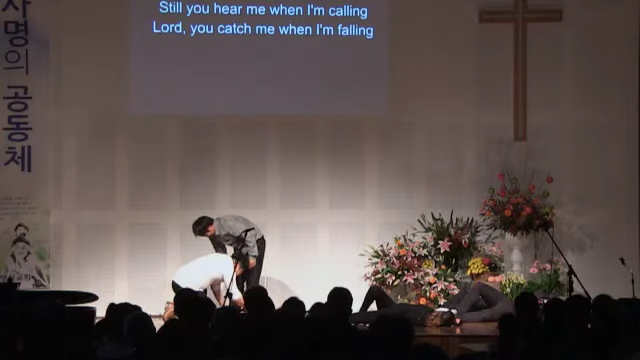 Still you hear me when I'm calling
Lord, you catch me when I'm falling
사명의 공동체